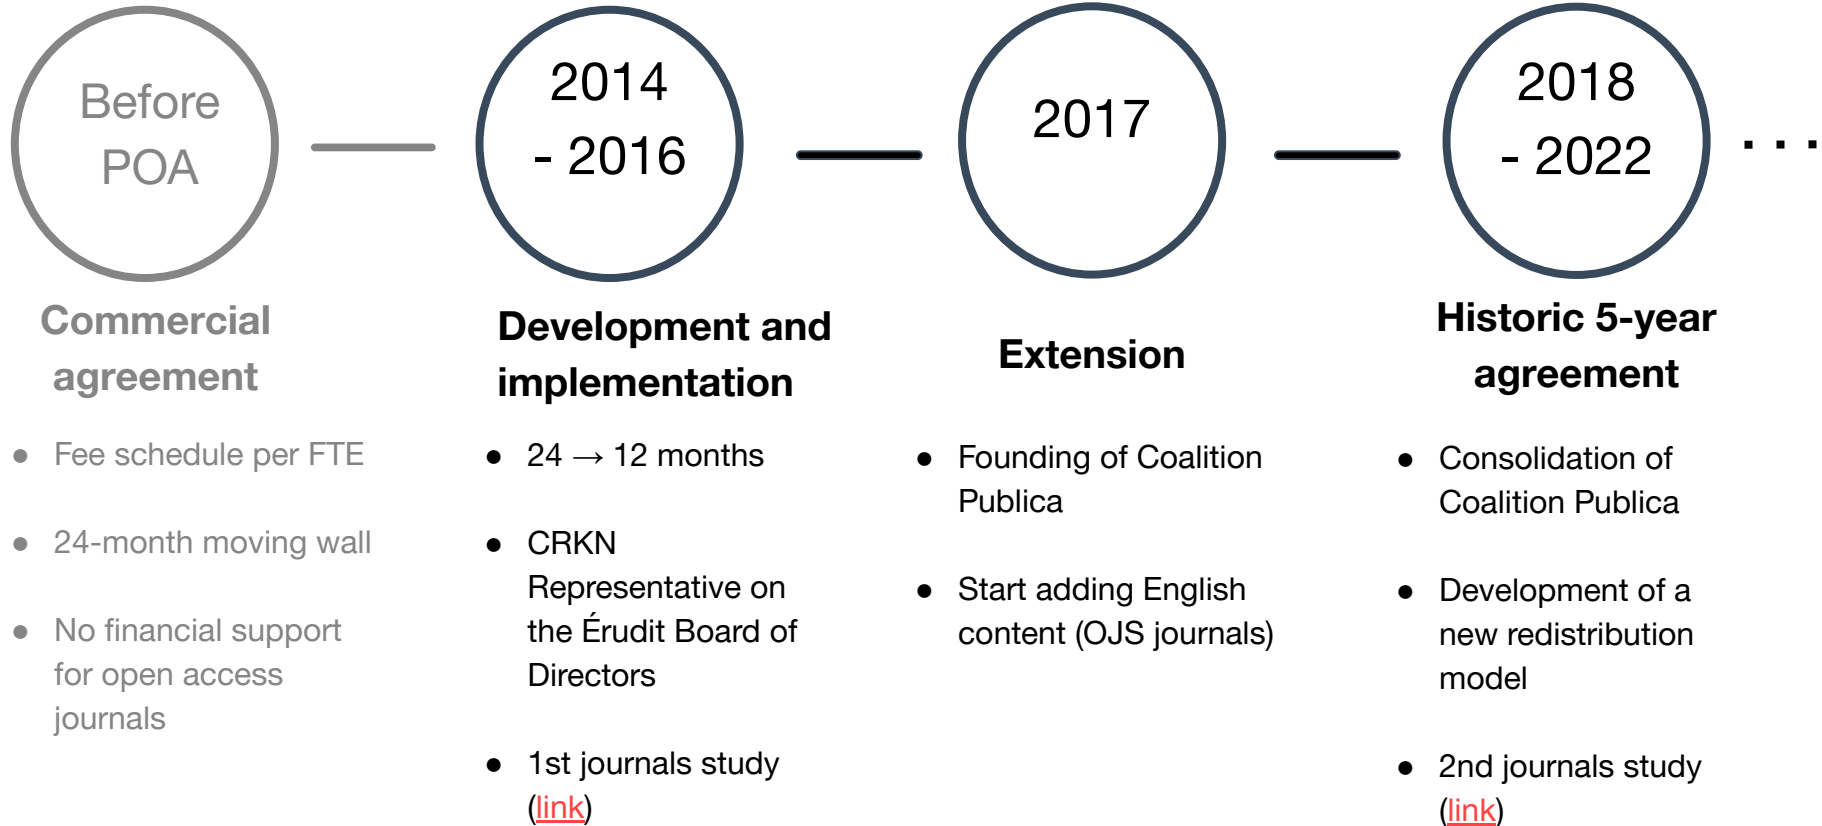 Before
POA
Commercial
agreement
● Fee schedule per FTE
● 24-month moving wall
● No financial support
for open access
journals
2014
- 2016
Development and
implementation
● 24 → 12 months
● CRKN
Representative on
the Érudit Board of
Directors
● 1st journals study
(link)
2017
Extension
● Founding of Coalition
Publica
● Start adding English
content (OJS journals)
2018
- 2022
Historic 5-year
agreement
● Consolidation of
Coalition Publica
● Development of a
new redistribution
model
● 2nd journals study
(link)
. . .